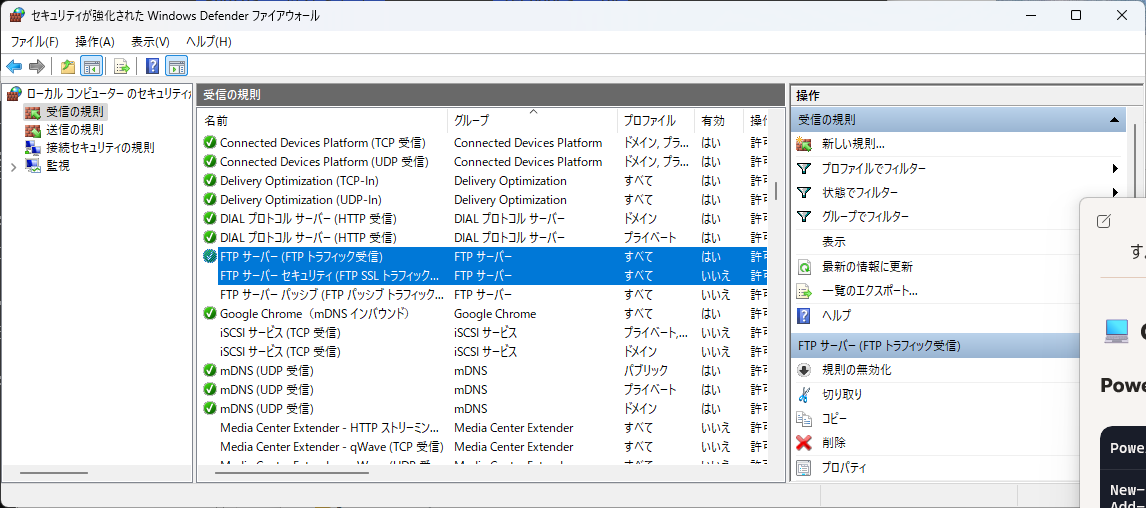 セキュリティが強化された Windows Defender ファイアウォール
ファイル(F) 操作(A) 表示(V) ヘルプ(H)
ローカル コンピューター のセキュリティ
受信の規則
送信の規則
接続セキュリティの規則
監視
受信の規則
名前 グループ プロファイル 有効 操作
Connected Devices Platform (TCP 受信) Connected Devices Platform ドメイン, プラ... はい 許可
Connected Devices Platform (UDP 受信) Connected Devices Platform ドメイン, プラ... はい 許可
Delivery Optimization (TCP-In) Delivery Optimization すべて はい 許可
Delivery Optimization (UDP-In) Delivery Optimization すべて はい 許可
DIAL プロトコル サーバー (HTTP 受信) DIAL プロトコル サーバー ドメイン はい 許可
DIAL プロトコル サーバー (HTTP 受信) DIAL プロトコル サーバー プライベート はい 許可
FTP サーバー (FTP トラフィック受信) FTP サーバー すべて はい 許可
FTP サーバー セキュリティ (FTP SSL トラフィック... FTP サーバー すべて いいえ 許可
FTP サーバー パッシブ (FTP パッシブ トラフィック... FTP サーバー すべて いいえ 許可
Google Chrome（mDNS インバウンド） Google Chrome すべて はい 許可
iSCSI サービス (TCP 受信) iSCSI サービス プライベート,... いいえ 許可
iSCSI サービス (TCP 受信) iSCSI サービス ドメイン いいえ 許可
mDNS (UDP 受信) mDNS パブリック はい 許可
mDNS (UDP 受信) mDNS プライベート はい 許可
mDNS (UDP 受信) mDNS ドメイン はい 許可
Media Center Extender - HTTP ストリーミン... Media Center Extender すべて いいえ 許可
Media Center Extender - qWave (TCP 受信) Media Center Extender すべて いいえ 許可
Media Center Extender - qWave (UDP 受... Media Center Extender すべて いいえ 許可
操作
受信の規則
新しい規則...
プロファイルでフィルター
状態でフィルター
グループでフィルター
表示
最新の情報に更新
一覧のエクスポート...
ヘルプ
FTP サーバー (FTP トラフィック受信)
規則の無効化
切り取り
コピー
削除
プロパティ
す。
Powe
Powe
New-
Add-